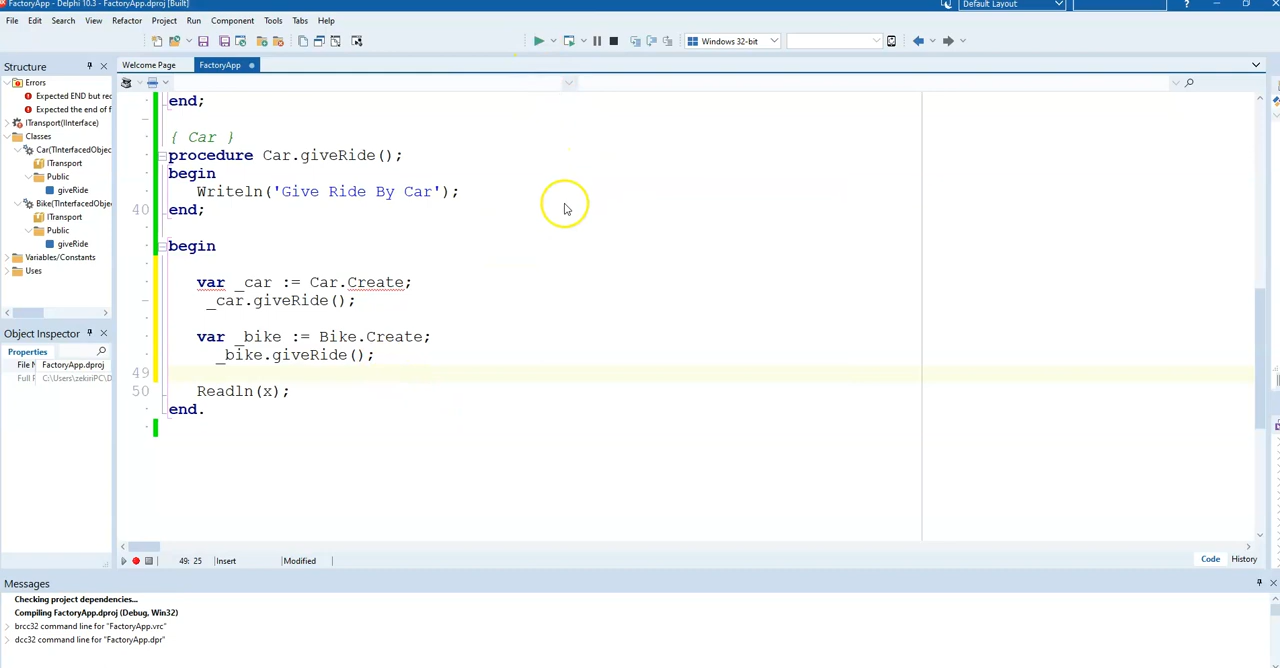 FactoryApp - Delphi 10.3 - FactoryApp.dproj [Built]
Default Layout
File Edit Search View Refactor Project Run Component Tools Tabs Help
Windows 32-bit
Structure
Welcome Page FactoryApp
Errors
Expected END but rec
Expected the end of f
ITransport(IInterface)
Classes
Car(TInterfacedObjec
ITransport
Public
giveRide
Bike(TInterfacedObje
ITransport
Public
giveRide
Variables/Constants
Uses
Object Inspector
Properties
File N FactoryApp.dproj
Full P C:\Users\zekiriPC\D
end;
{ Car }
procedure Car.giveRide();
begin
Writeln('Give Ride By Car');
40 end;
begin
var _car := Car.Create;
_car.giveRide();
var _bike := Bike.Create;
_bike.giveRide();
49
50 Readln(x);
end.
49: 25 Insert Modified
Code History
Messages
Checking project dependencies...
Compiling FactoryApp.dproj (Debug, Win32)
brcc32 command line for "FactoryApp.vrc"
dcc32 command line for "FactoryApp.dpr"